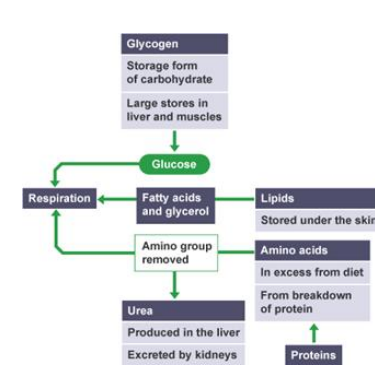 Glycogen
Storage form
of carbohydrate
Large stores in
liver and muscles
Glucose
Respiration
Fatty acids
and glycerol
Lipids
Stored under the skin
Amino group
removed
Amino acids
In excess from diet
From breakdown
of protein
Urea
Produced in the liver
Excreted by kidneys
Proteins